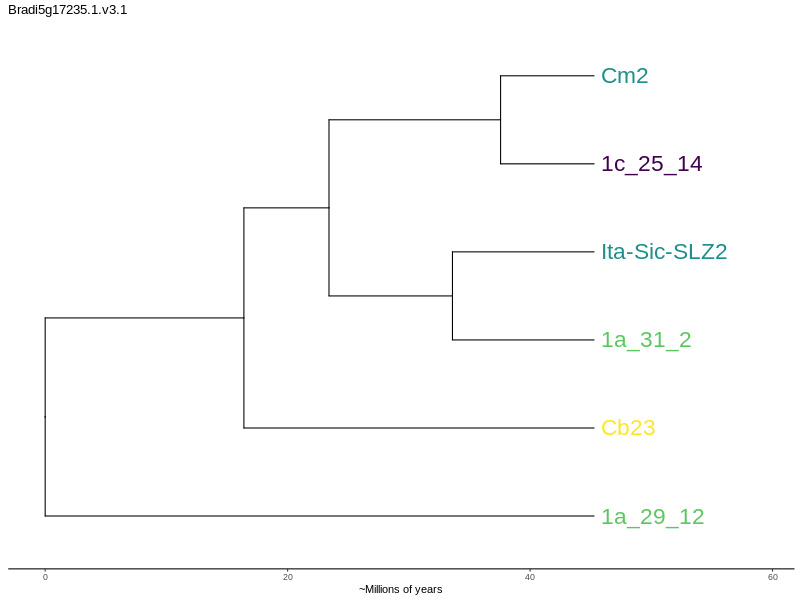 Bradi5g17235.1.v3.1
Cm2
1c_25_14
Ita-Sic-SLZ2
1a_31_2
Cb23
1a_29_12
0 20 40 60
~Millions of years